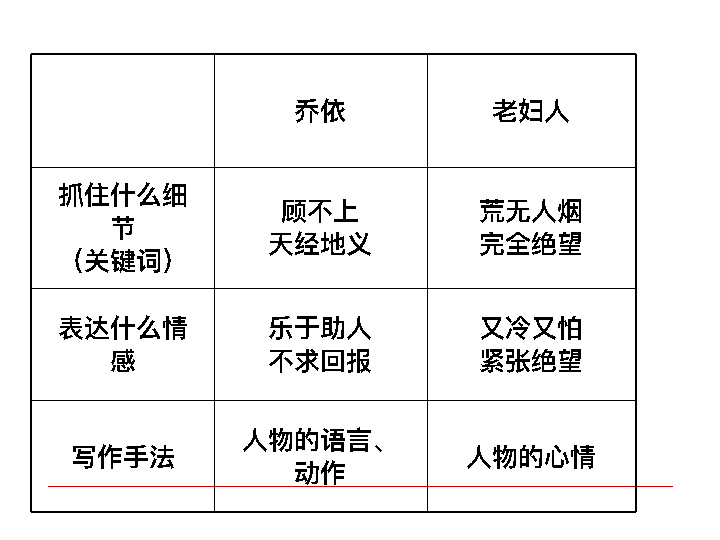 乔依
老妇人
抓住什么细
节
（关键词）
顾不上
天经地义
荒无人烟
完全绝望
表达什么情
感
乐于助人
不求回报
又冷又怕
紧张绝望
写作手法
人物的语言、
动作
人物的心情